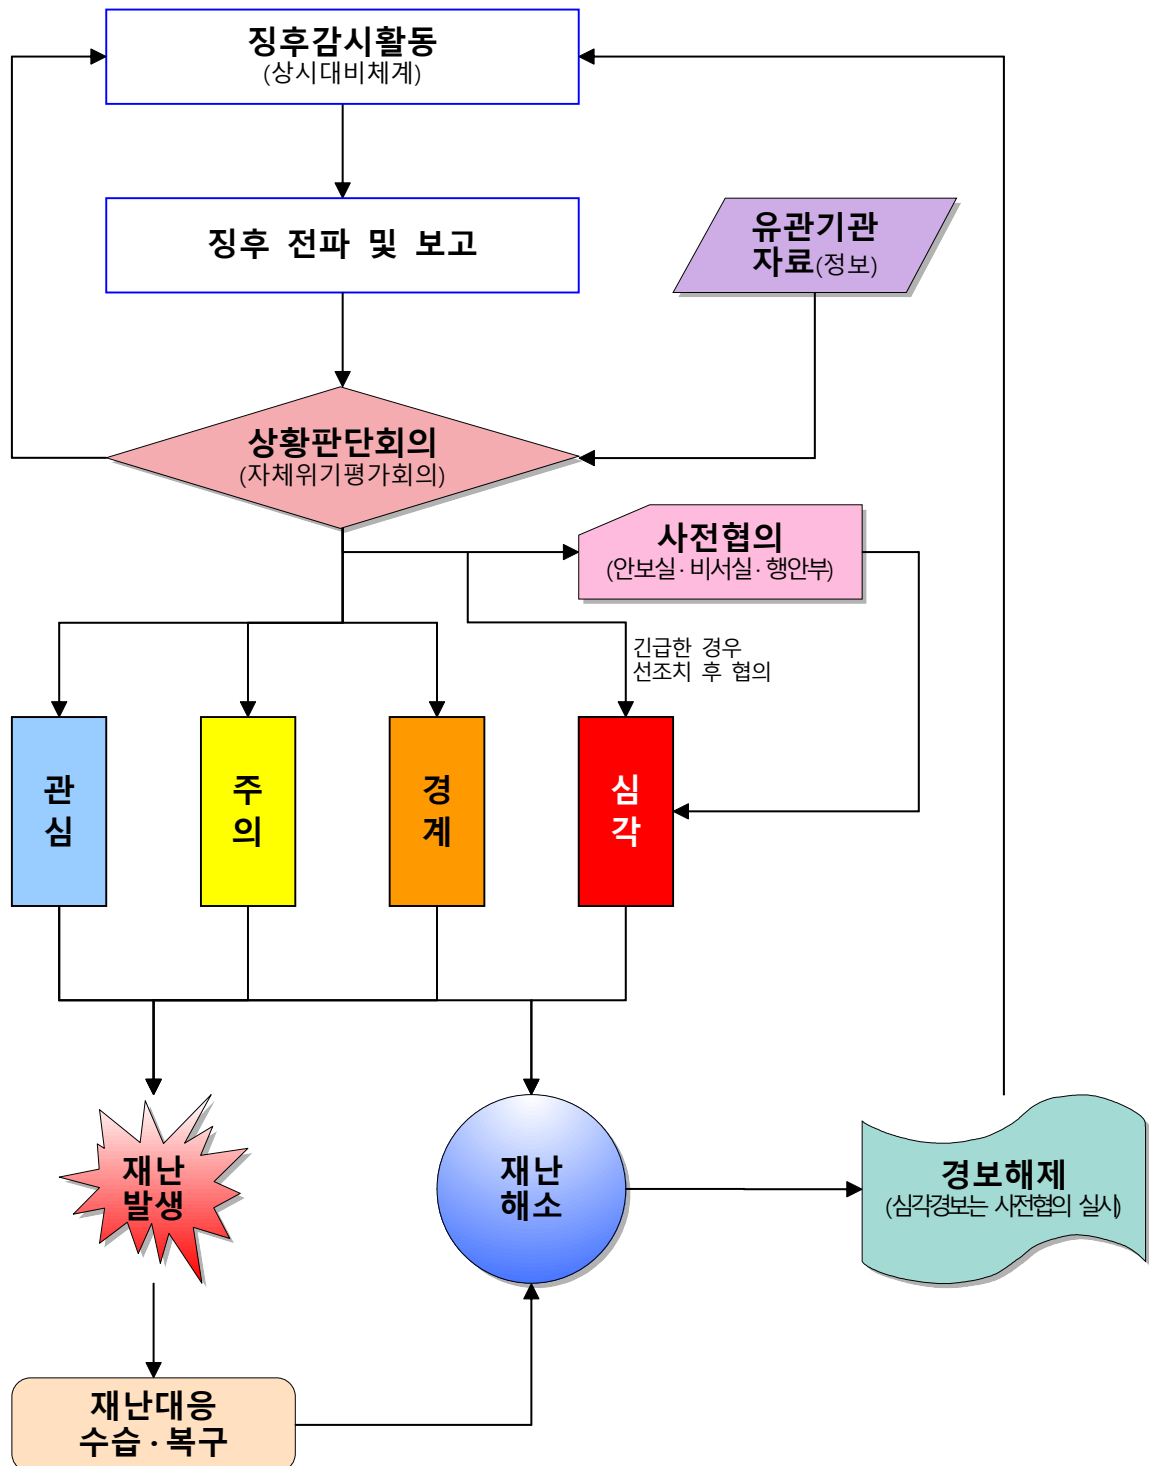 징후감시활동
(상시대비체계)
징후 전파 및 보고
유관기관
자료(정보)
상황판단회의
(자체위기평가회의)
사전협의
(안보실·비서실·행안부)
긴급한 경우
선조치 후 협의
관
심
주
의
경
계
심
각
재난
발생
재난
해소
경보해제
(심각경보는 사전협의 실시)
재난대응
수습·복구